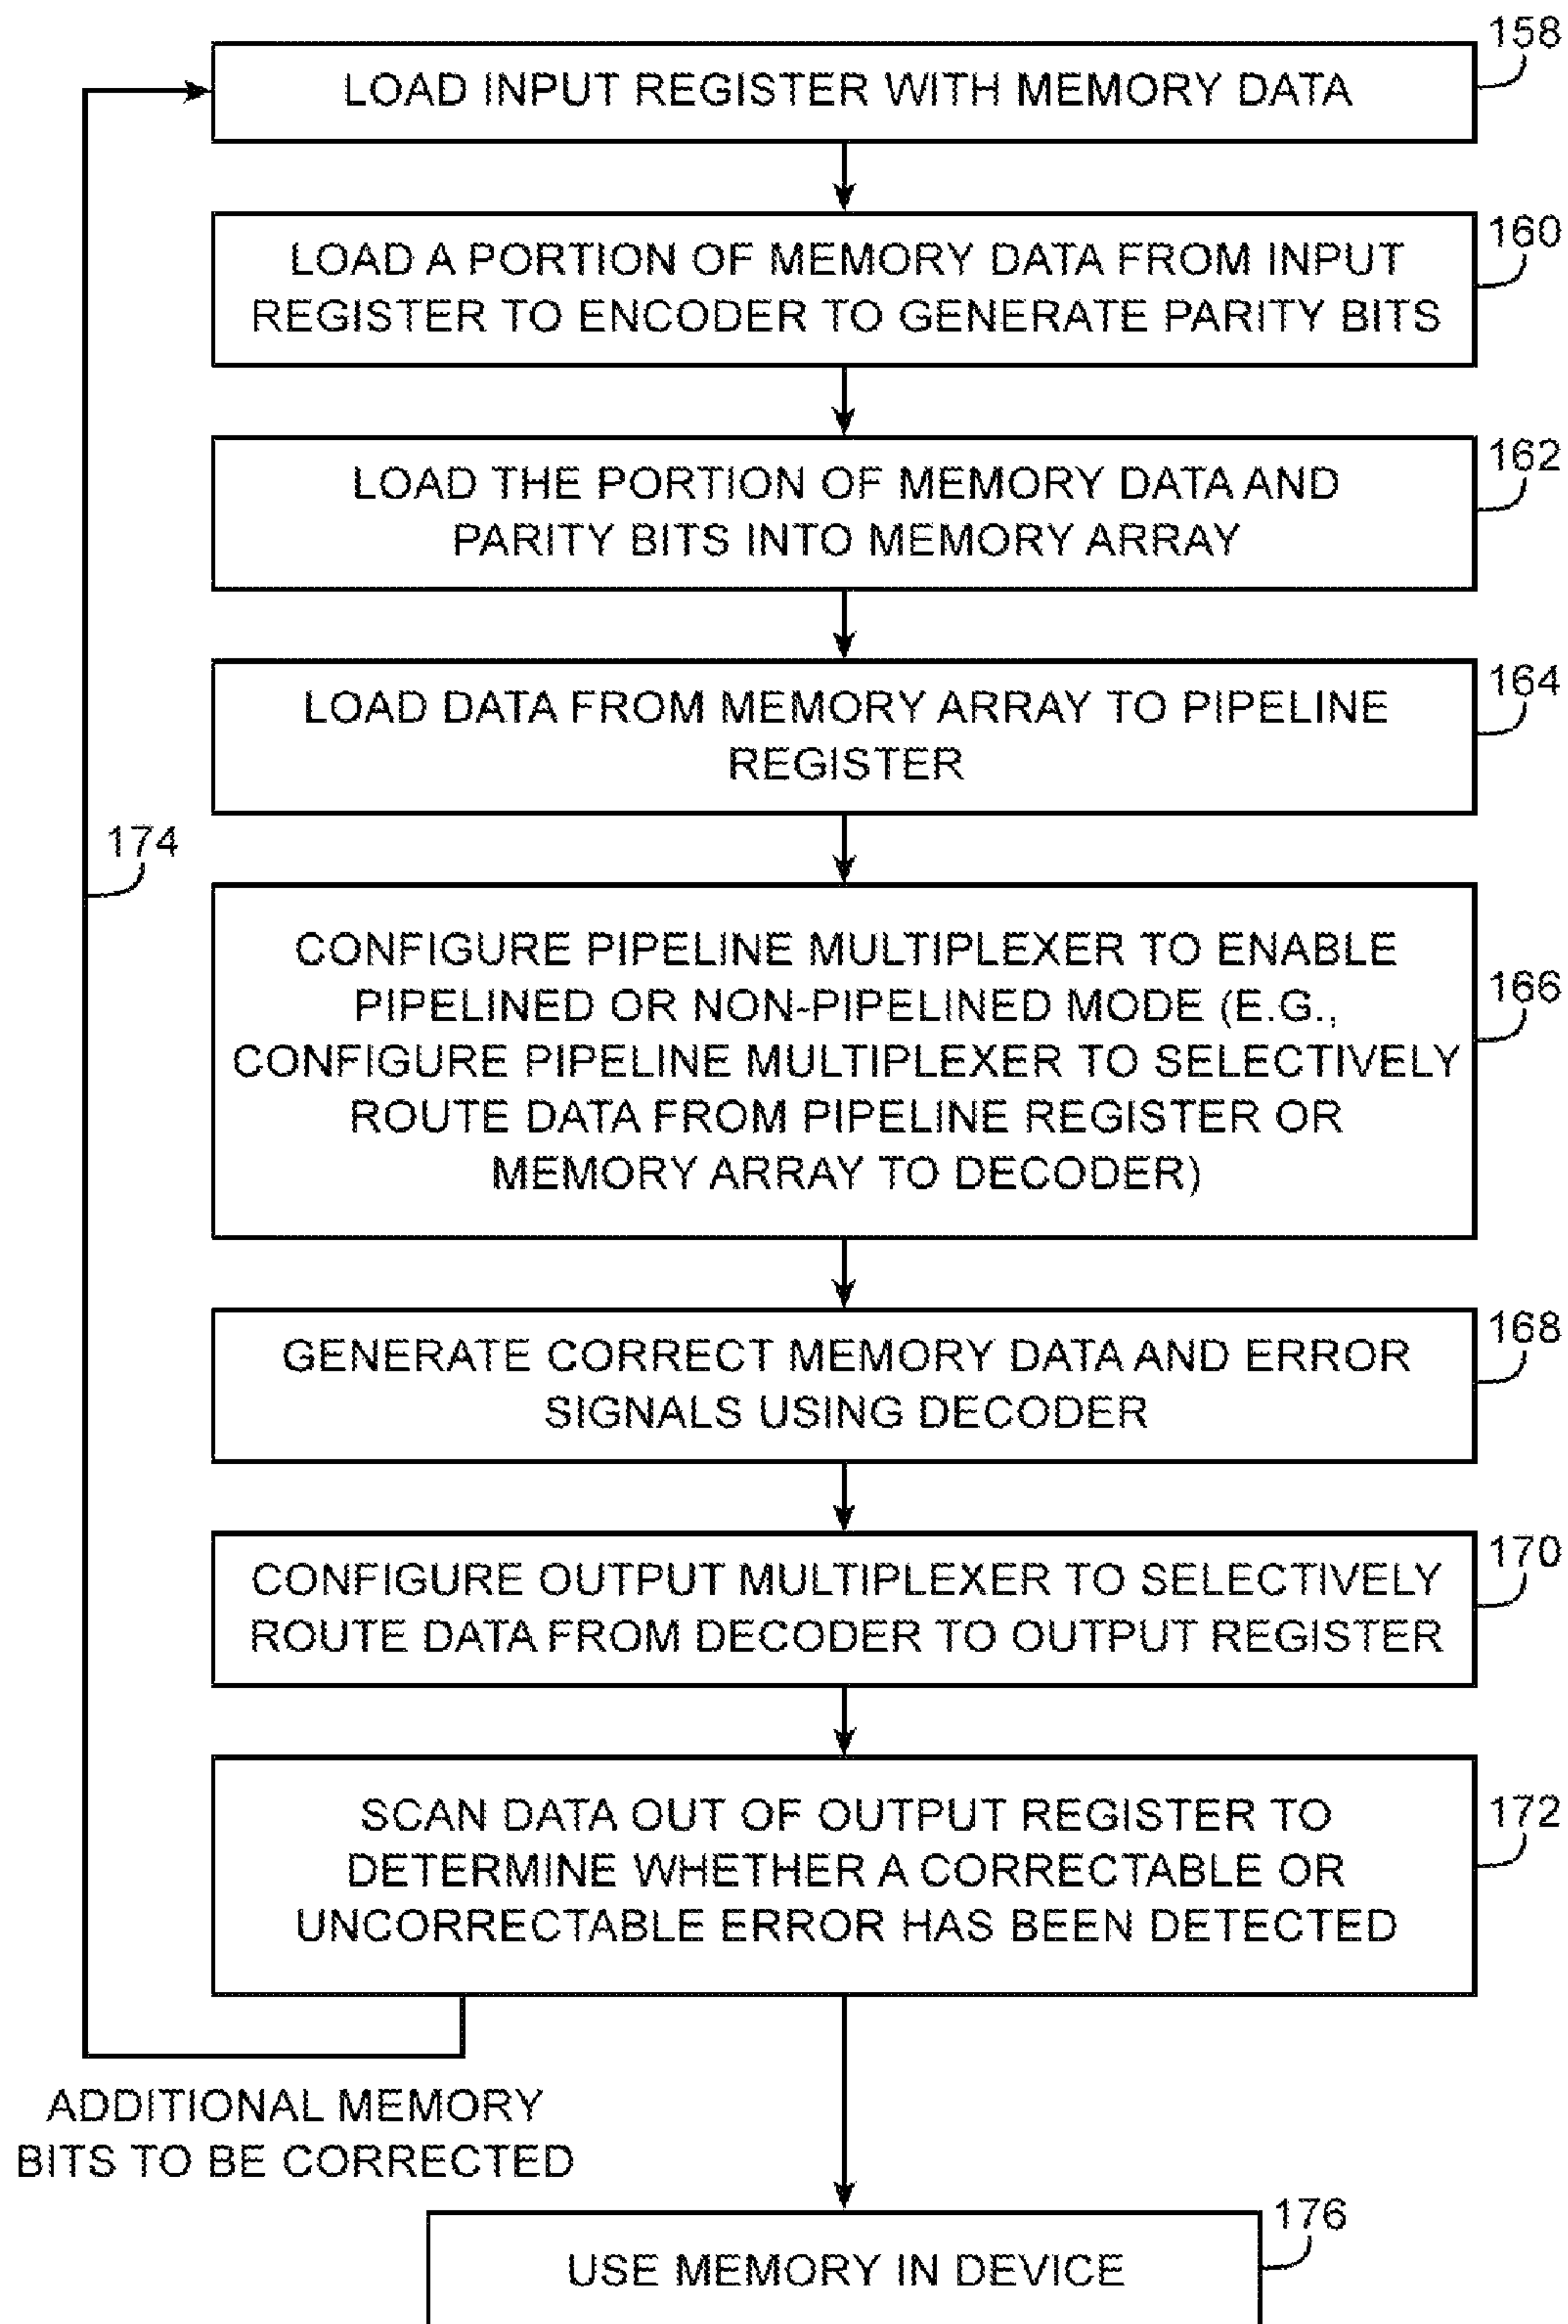 158
LOAD INPUT REGISTER WITH MEMORY DATA
160
LOAD A PORTION OF MEMORY DATA FROM INPUT
REGISTER TO ENCODER TO GENERATE PARITY BITS
162
LOAD THE PORTION OF MEMORY DATA AND
PARITY BITS INTO MEMORY ARRAY
164
LOAD DATA FROM MEMORY ARRAY TO PIPELINE
REGISTER
174
CONFIGURE PIPELINE MULTIPLEXER TO ENABLE
PIPELINED OR NON-PIPELINED MODE (E.G.,
CONFIGURE PIPELINE MULTIPLEXER TO SELECTIVELY
ROUTE DATA FROM PIPELINE REGISTER OR
MEMORY ARRAY TO DECODER)
166
GENERATE CORRECT MEMORY DATA AND ERROR
SIGNALS USING DECODER
168
CONFIGURE OUTPUT MULTIPLEXER TO SELECTIVELY
ROUTE DATA FROM DECODER TO OUTPUT REGISTER
170
SCAN DATA OUT OF OUTPUT REGISTER TO
DETERMINE WHETHER A CORRECTABLE OR
UNCORRECTABLE ERROR HAS BEEN DETECTED
172
ADDITIONAL MEMORY
BITS TO BE CORRECTED
176
USE MEMORY IN DEVICE